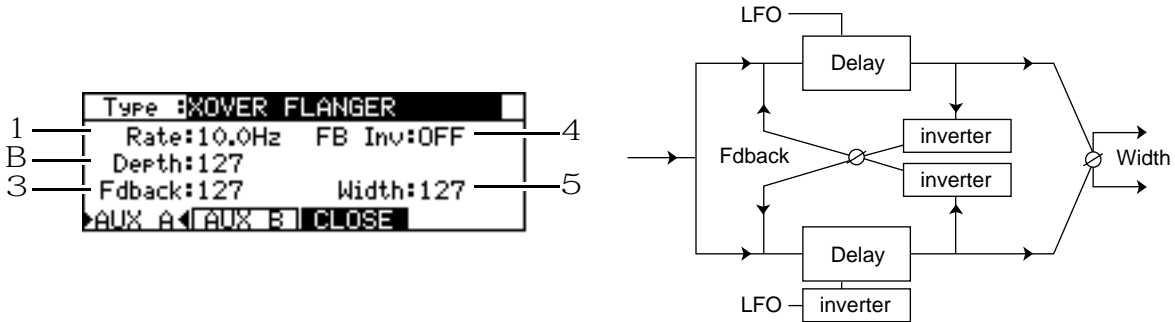 Type :XOVER FLANGER
1 Rate:10.0Hz FB Inv:OFF 4
B Depth:127
3 Fdback:127 Width:127 5
AUX A AUX B CLOSE
LFO
Delay
inverter
Fdback
Width
inverter
Delay
LFO inverter